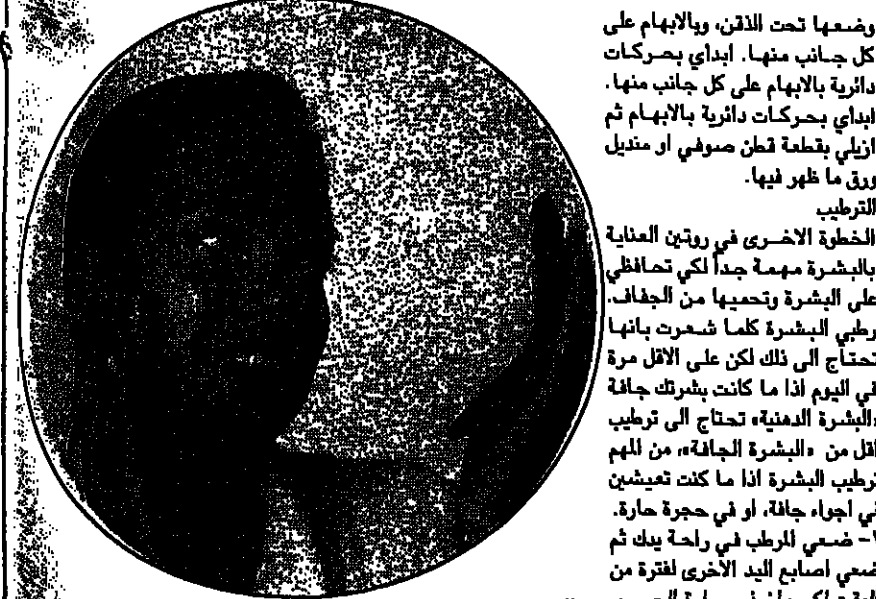 وضعها تحت الذقن، وبالابهام على
كل جانب منها. ابدأي بحركات
دائرية بالابهام على كل جانب منها.
ابدأي بحركات دائرية بالابهام ثم
ازيلي بقطعة قطن صوفي او منديل
ورق ما ظهر فيها.
الترطيب
الخطوة الاخرى في روتين العناية
بالبشرة مهمة جداً لكي تحافظي
على البشرة وتحميها من الجفاف.
رطبي البشرة كلما شعرت بانها
تحتاج الى ذلك لكن على الاقل مرة
في اليوم اذا ما كانت بشرتك جافة
«البشرة الدهنية» تحتاج الى ترطيب
اقل من «البشرة الجافة»، من المهم
ترطيب البشرة اذا ما كنت تعيشين
في اجواء جافة، او في حجرة حارة.
- ضعي المرطب في راحة يدك ثم
ضعي اصابع اليد الاخرى لفترة من